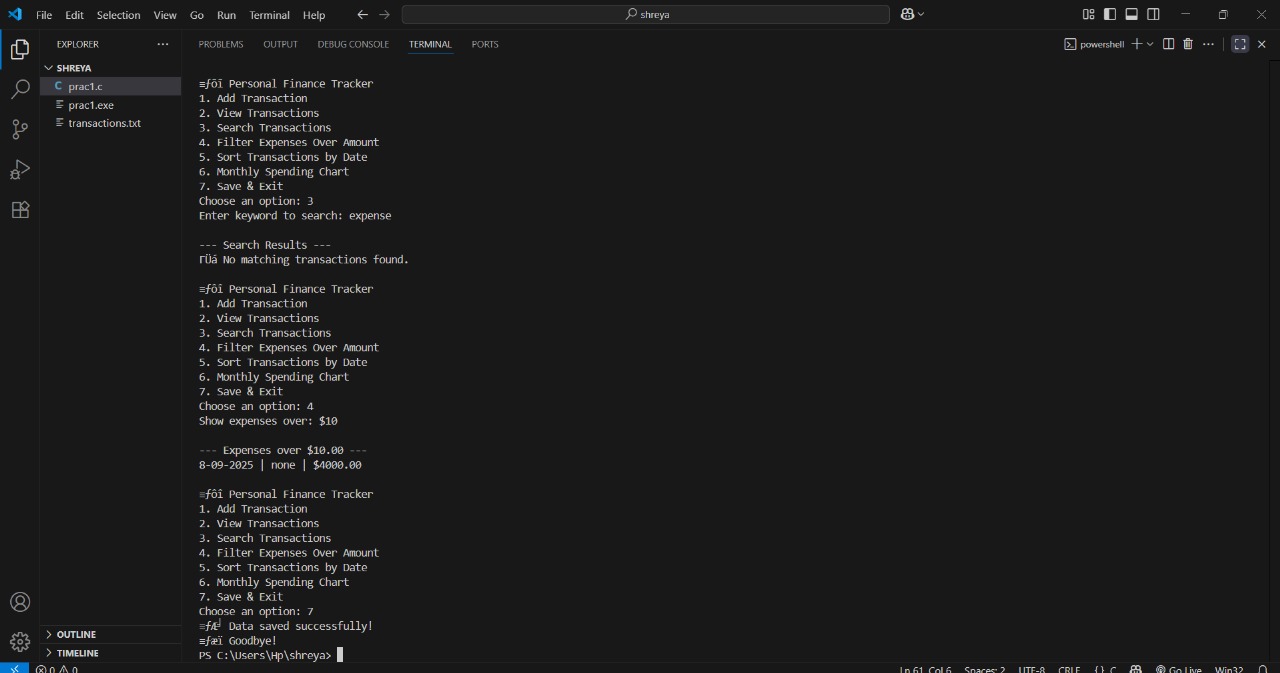 File Edit Selection View Go Run Terminal Help
shreya
EXPLORER
SHREYA
C prac1.c
prac1.exe
transactions.txt
OUTLINE
TIMELINE
PROBLEMS OUTPUT DEBUG CONSOLE TERMINAL PORTS
powershell
≡ƒöî Personal Finance Tracker
1. Add Transaction
2. View Transactions
3. Search Transactions
4. Filter Expenses Over Amount
5. Sort Transactions by Date
6. Monthly Spending Chart
7. Save & Exit
Choose an option: 3
Enter keyword to search: expense
--- Search Results ---
ΓÜá No matching transactions found.
≡ƒôî Personal Finance Tracker
1. Add Transaction
2. View Transactions
3. Search Transactions
4. Filter Expenses Over Amount
5. Sort Transactions by Date
6. Monthly Spending Chart
7. Save & Exit
Choose an option: 4
Show expenses over: $10
--- Expenses over $10.00 ---
8-09-2025 | none | $4000.00
≡ƒôî Personal Finance Tracker
1. Add Transaction
2. View Transactions
3. Search Transactions
4. Filter Expenses Over Amount
5. Sort Transactions by Date
6. Monthly Spending Chart
7. Save & Exit
Choose an option: 7
Data saved successfully!
≡ƒæï Goodbye!
PS C:\Users\Hp\shreya>
0 0
Ln 61, Col 6 Spaces: 2 UTF-8 CRLF {} C Go Live Win32